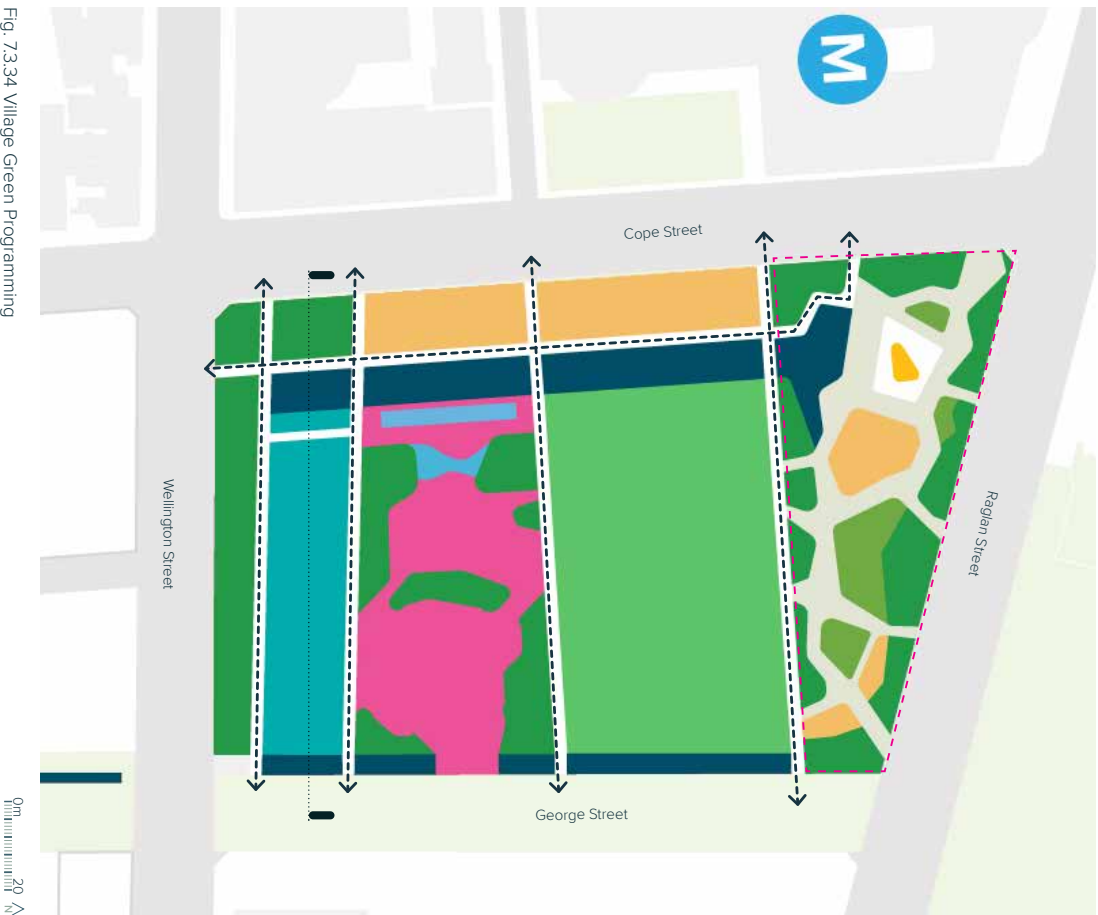 Fig. 7.3.34 Village Green Programming
M
Cope Street
Wellington Street
Raglan Street
George Street
0m 20
N